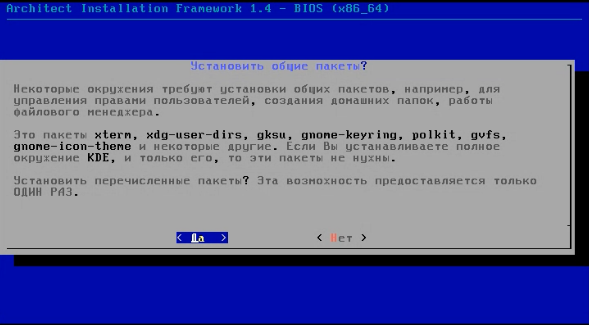 Architect Installation Framework 1.4 - BIOS (x86_64)
Установить общие пакеты?
Некоторые окружения требуют установки общих пакетов, например, для
управления правами пользователей, создания домашних папок, работы
файлового менеджера.
Это пакеты xterm, xdg-user-dirs, gksu, gnome-keyring, polkit, gvfs,
gnome-icon-theme и некоторые другие. Если Вы устанавливаете полное
окружение KDE, и только его, то эти пакеты не нужны.
Установить перечисленные пакеты? Эта возможность предоставляется только
ОДИН РАЗ.
< Да > < Нет >